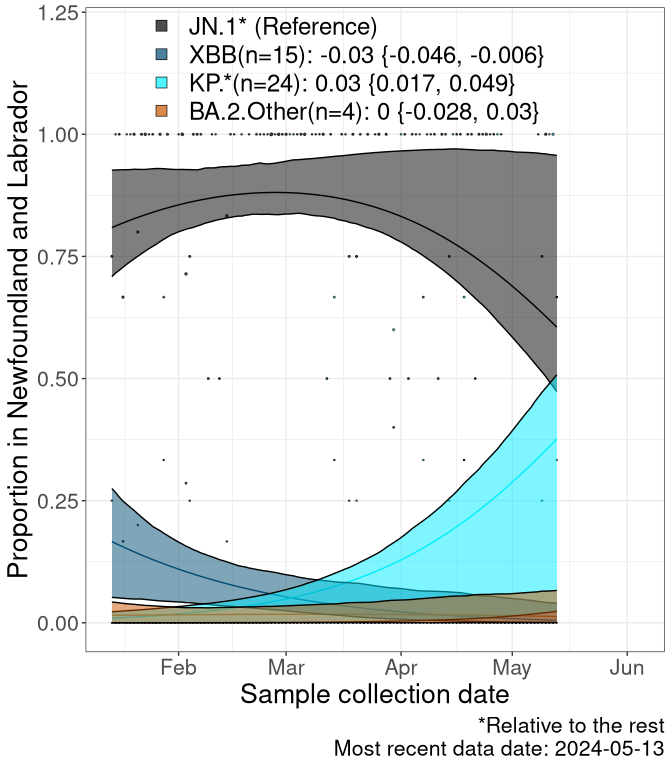 JN.1* (Reference)
XBB(n=15): -0.03 {-0.046, -0.006}
KP.*(n=24): 0.03 {0.017, 0.049}
BA.2.Other(n=4): 0 {-0.028, 0.03}
Proportion in Newfoundland and Labrador
1.25
1.00
0.75
0.50
0.25
0.00
Feb Mar Apr May Jun
Sample collection date
*Relative to the rest
Most recent data date: 2024-05-13